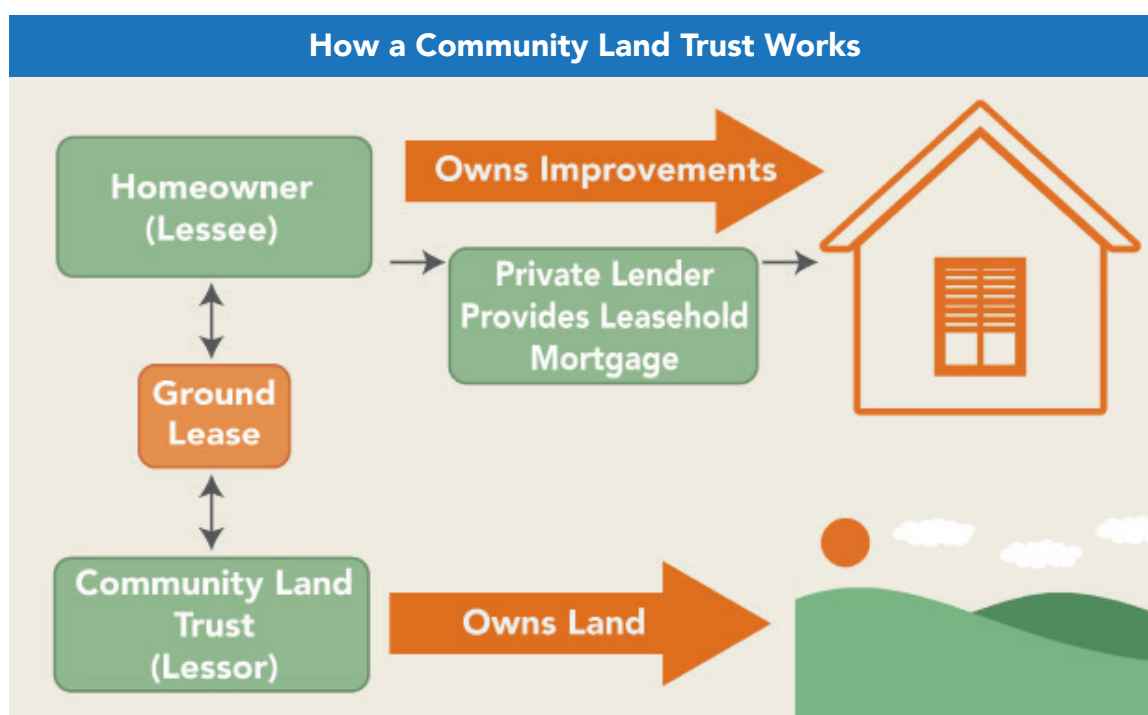 How a Community Land Trust Works
Homeowner
(Lessee)
Owns Improvements
Private Lender
Provides Leasehold
Mortgage
Ground
Lease
Community Land
Trust
(Lessor)
Owns Land